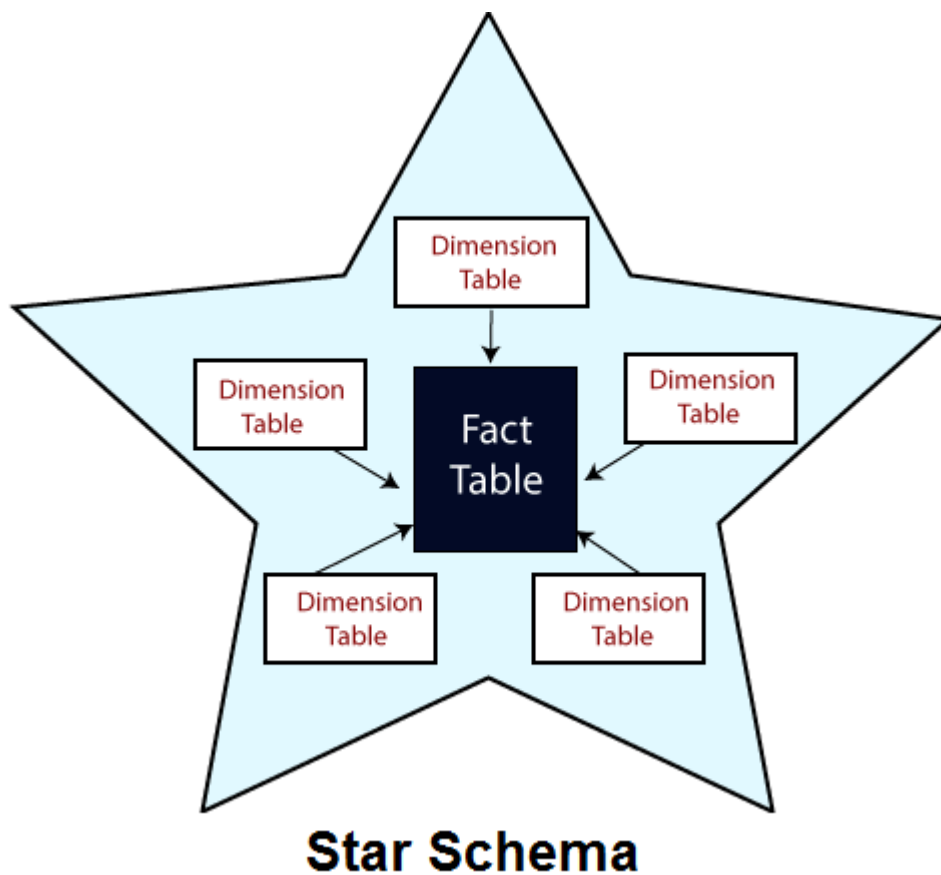 Dimension
Table
Dimension
Table
Fact
Table
Dimension
Table
Dimension
Table
Dimension
Table
Star Schema